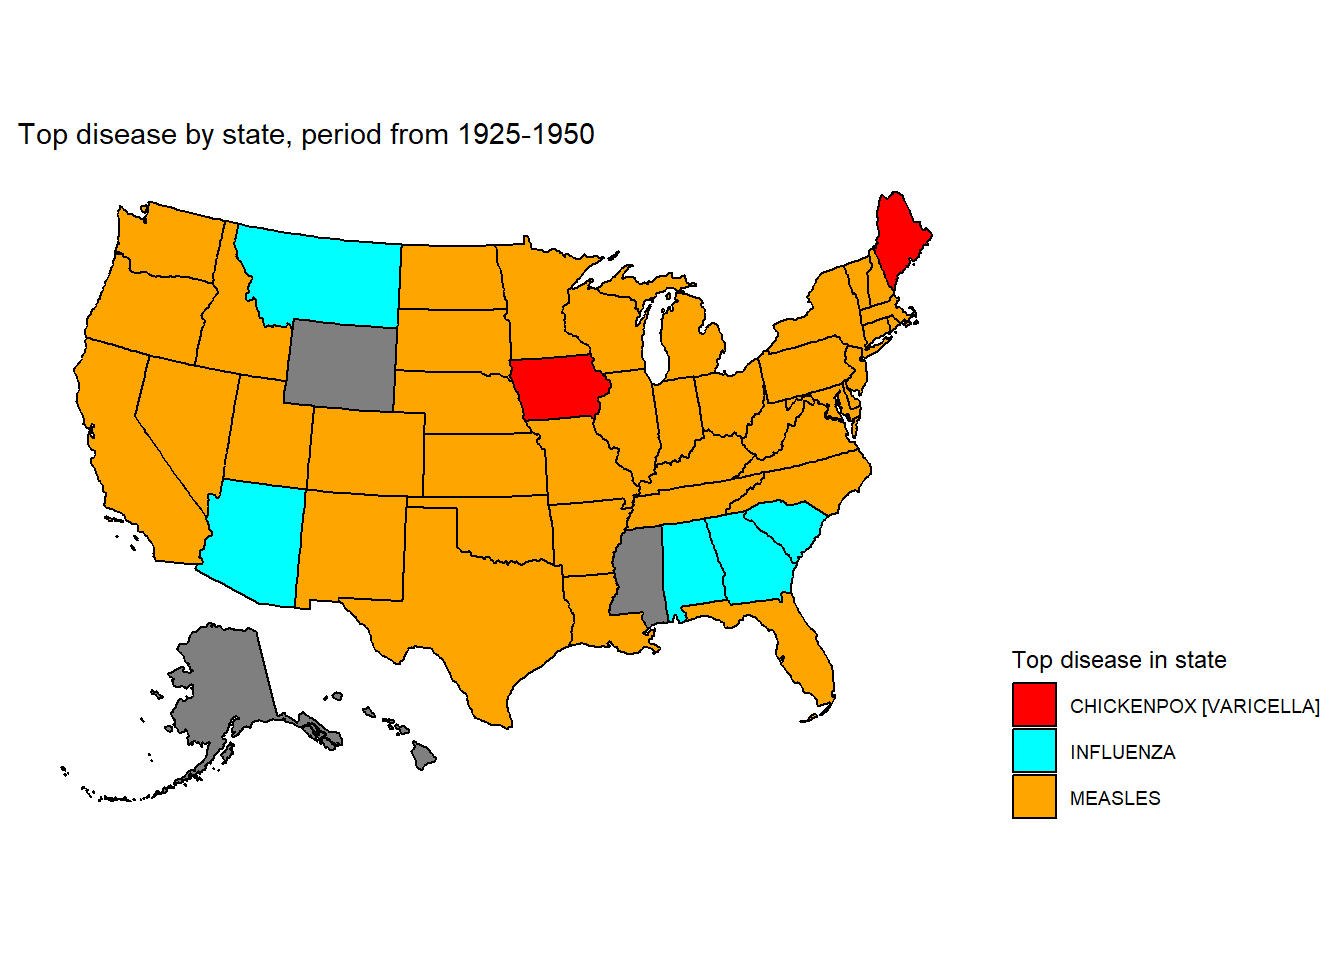 Top disease by state, period from 1925-1950
Top disease in state
CHICKENPOX [VARICELLA]
INFLUENZA
MEASLES